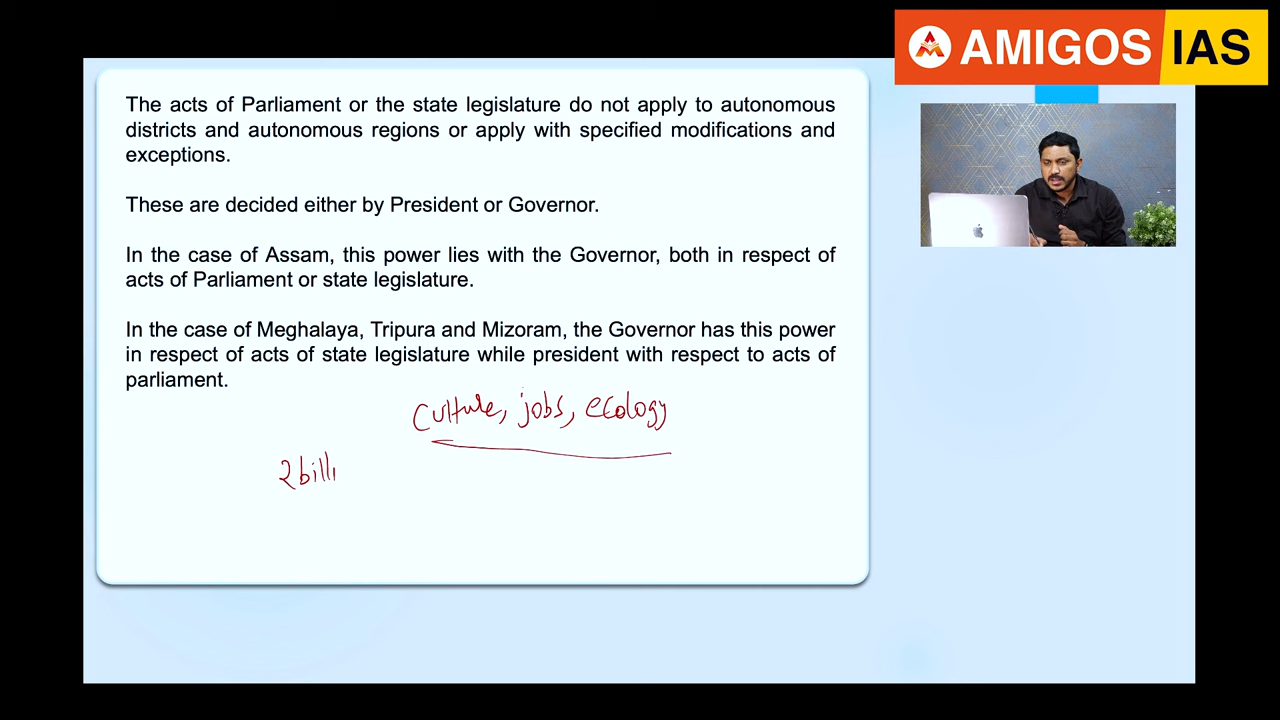 AMIGOS IAS
The acts of Parliament or the state legislature do not apply to autonomous
districts and autonomous regions or apply with specified modifications and
exceptions.
These are decided either by President or Governor.
In the case of Assam, this power lies with the Governor, both in respect of
acts of Parliament or state legislature.
In the case of Meghalaya, Tripura and Mizoram, the Governor has this power
in respect of acts of state legislature while president with respect to acts of
parliament.
Culture, jobs, ecology
2billi